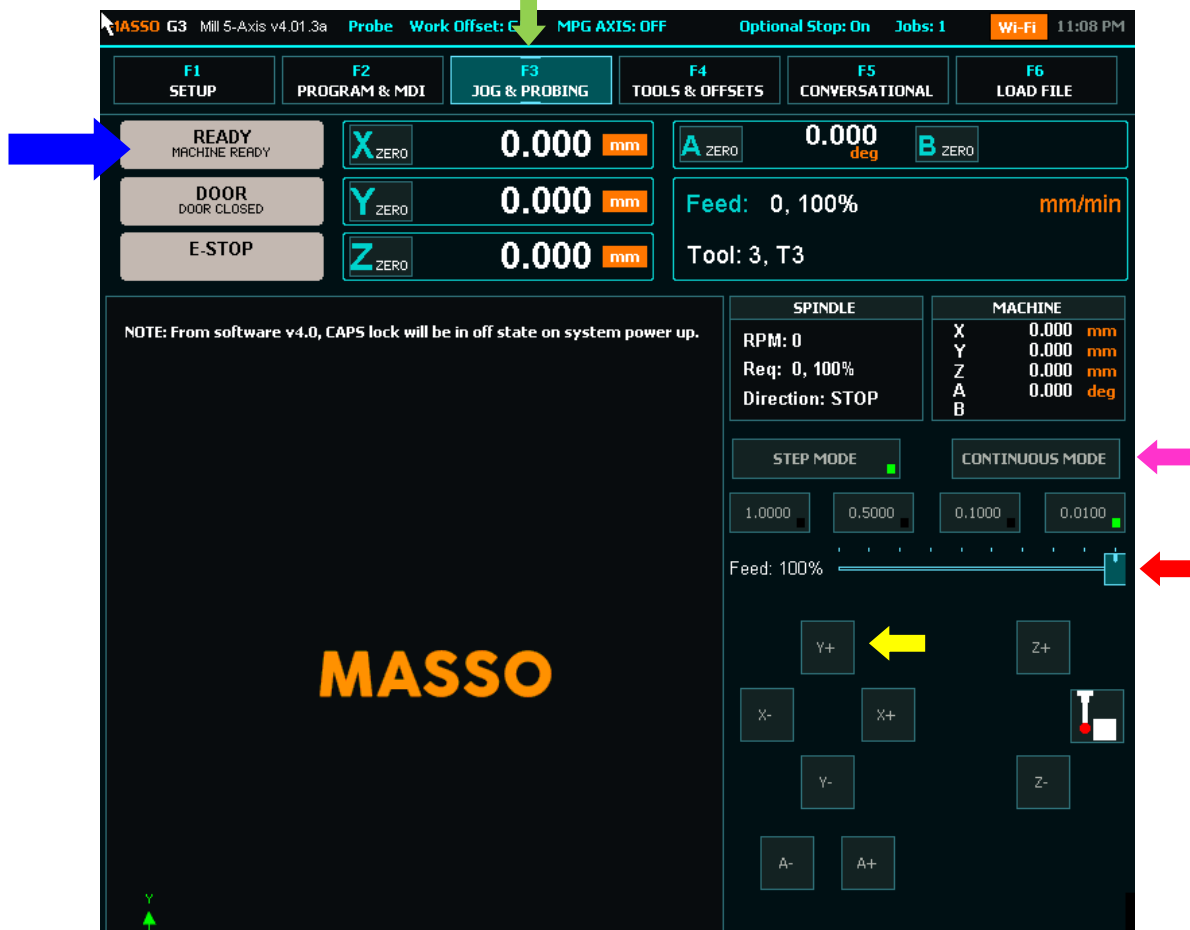 MASSO G3 Mill 5-Axis v4.01.3a Probe Work Offset: G MPG AXIS: OFF Optional Stop: On Jobs: 1 Wi-Fi 11:08 PM
F1 F2 F3 F4 F5 F6
SETUP PROGRAM & MDI JOG & PROBING TOOLS & OFFSETS CONVERSATIONAL LOAD FILE
READY
MACHINE READY
X ZERO 0.000 mm
A ZERO 0.000 deg B ZERO
DOOR
DOOR CLOSED
Y ZERO 0.000 mm
Feed: 0, 100% mm/min
E-STOP
Z ZERO 0.000 mm
Tool: 3, T3
NOTE: From software v4.0, CAPS lock will be in off state on system power up.
SPINDLE
RPM: 0
Req: 0, 100%
Direction: STOP
MACHINE
X 0.000 mm
Y 0.000 mm
Z 0.000 mm
A 0.000 deg
B
STEP MODE CONTINUOUS MODE
1.0000 0.5000 0.1000 0.0100
Feed: 100%
Y+ Z+
MASSO
X- X+
Y- Z-
A- A+
Y